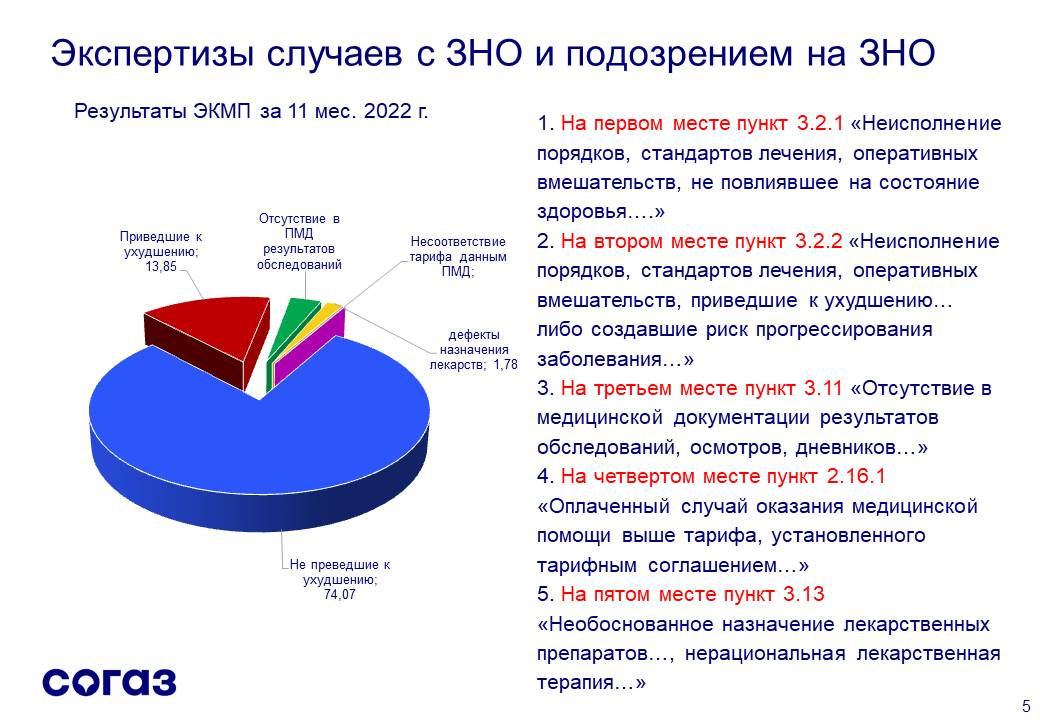 Экспертизы случаев с ЗНО и подозрением на ЗНО
Результаты ЭКМП за 11 мес. 2022 г.
Приведшие к
ухудшению;
13,85
Отсутствие в
ПМД
результатов
обследований
Несоответствие
тарифа данным
ПМД;
дефекты
назначения
лекарств; 1,78
Не преведшие к
ухудшению;
74,07
1. На первом месте пункт 3.2.1 «Неисполнение
порядков, стандартов лечения, оперативных
вмешательств, не повлиявшее на состояние
здоровья….»
2. На втором месте пункт 3.2.2 «Неисполнение
порядков, стандартов лечения, оперативных
вмешательств, приведшие к ухудшению…
либо создавшие риск прогрессирования
заболевания…»
3. На третьем месте пункт 3.11 «Отсутствие в
медицинской документации результатов
обследований, осмотров, дневников…»
4. На четвертом месте пункт 2.16.1
«Оплаченный случай оказания медицинской
помощи выше тарифа, установленного
тарифным соглашением…»
5. На пятом месте пункт 3.13
«Необоснованное назначение лекарственных
препаратов…, нерациональная лекарственная
терапия…»
согаз
5